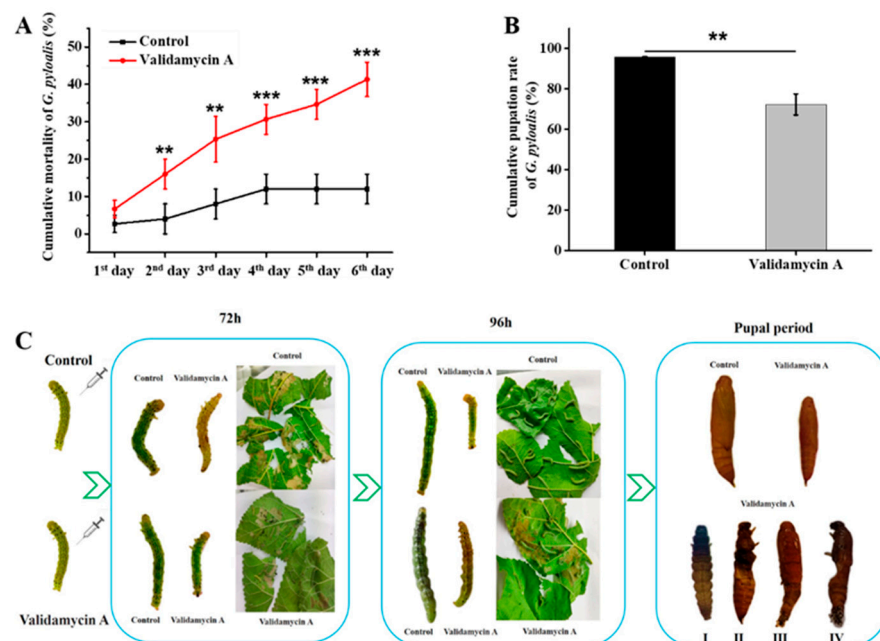 A
Cumulative mortality of G. pyloalis (%)
Control
Validamycin A
50
40
30
20
10
0
**
**
***
***
***
1st day
2nd day
3rd day
4th day
5th day
6th day
B
Cumulative pupation rate
of G. pyloalis (%)
100
80
60
40
20
0
**
Control
Validamycin A
C
Control
Validamycin A
72h
Control
Validamycin A
Control
Control
Validamycin A
Validamycin A
96h
Control
Validamycin A
Control
Control
Validamycin A
Validamycin A
Pupal period
Control
Validamycin A
Validamycin A
I
II
III
IV